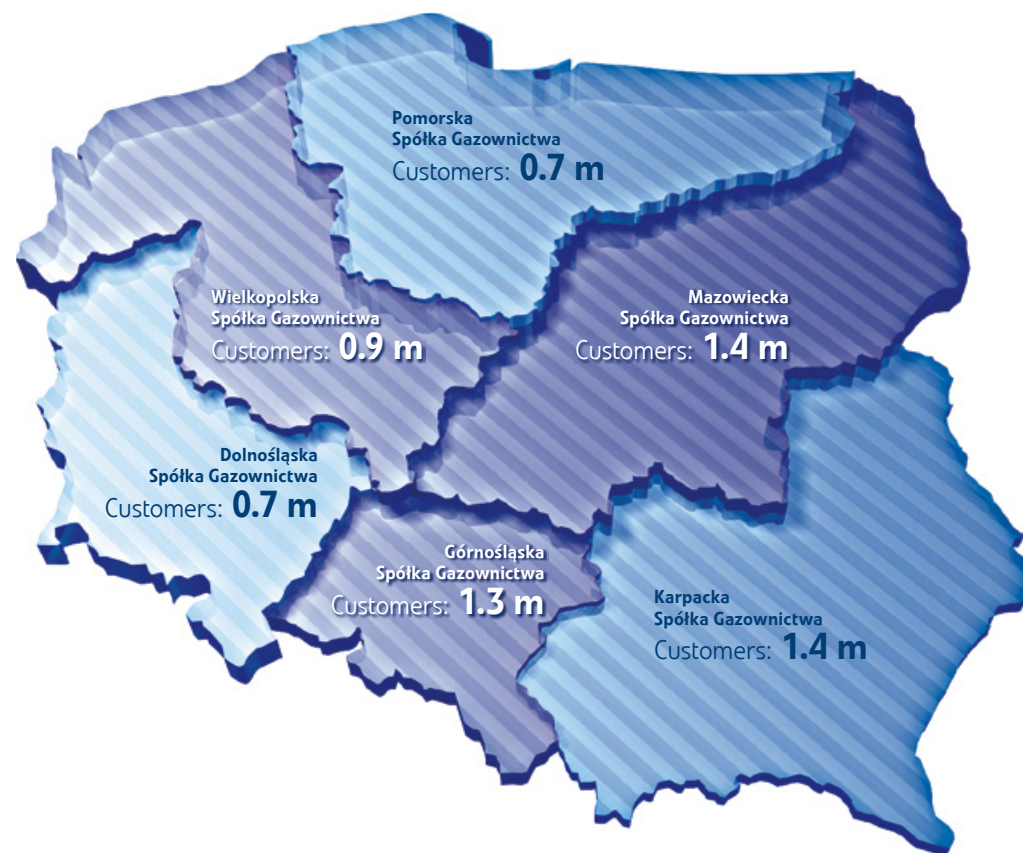 Pomorska
Spółka Gazownictwa
Customers: 0.7 m
Wielkopolska
Spółka Gazownictwa
Customers: 0.9 m
Mazowiecka
Spółka Gazownictwa
Customers: 1.4 m
Dolnośląska
Spółka Gazownictwa
Customers: 0.7 m
Górnośląska
Spółka Gazownictwa
Customers: 1.3 m
Karpacka
Spółka Gazownictwa
Customers: 1.4 m